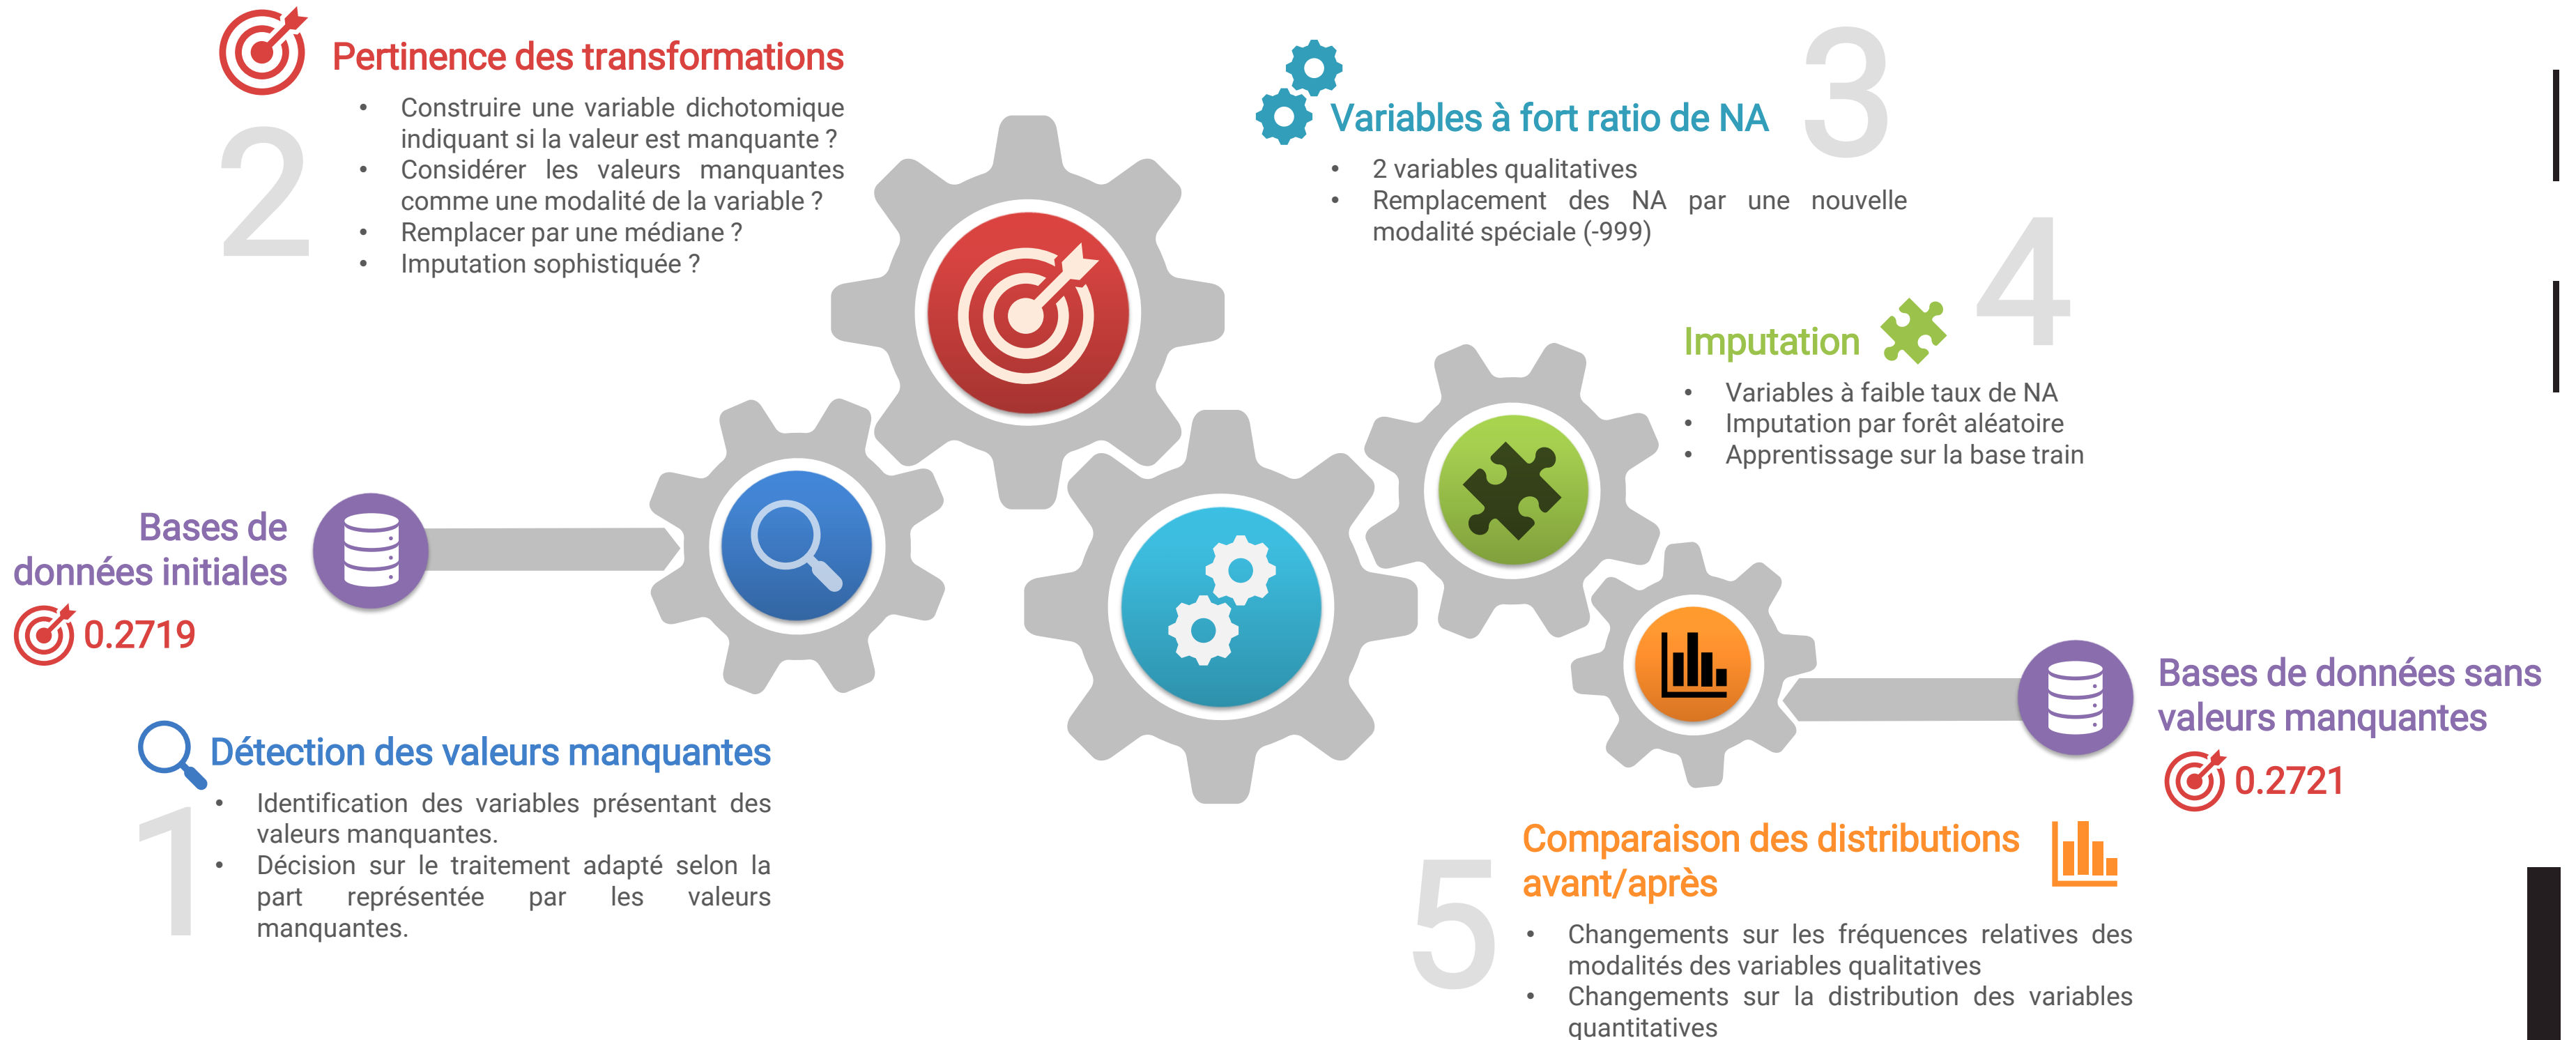 Pertinence des transformations
2
• Construire une variable dichotomique
indiquant si la valeur est manquante ?
• Considérer les valeurs manquantes
comme une modalité de la variable ?
• Remplacer par une médiane ?
• Imputation sophistiquée ?
Variables à fort ratio de NA
3
• 2 variables qualitatives
• Remplacement des NA par une nouvelle
modalité spéciale (-999)
4
Imputation
• Variables à faible taux de NA
• Imputation par forêt aléatoire
• Apprentissage sur la base train
Bases de
données initiales
0.2719
Bases de données sans
valeurs manquantes
0.2721
Détection des valeurs manquantes
1
• Identification des variables présentant des
valeurs manquantes.
• Décision sur le traitement adapté selon la
part représentée par les valeurs
manquantes.
5
Comparaison des distributions
avant/après
• Changements sur les fréquences relatives des
modalités des variables qualitatives
• Changements sur la distribution des variables
quantitatives